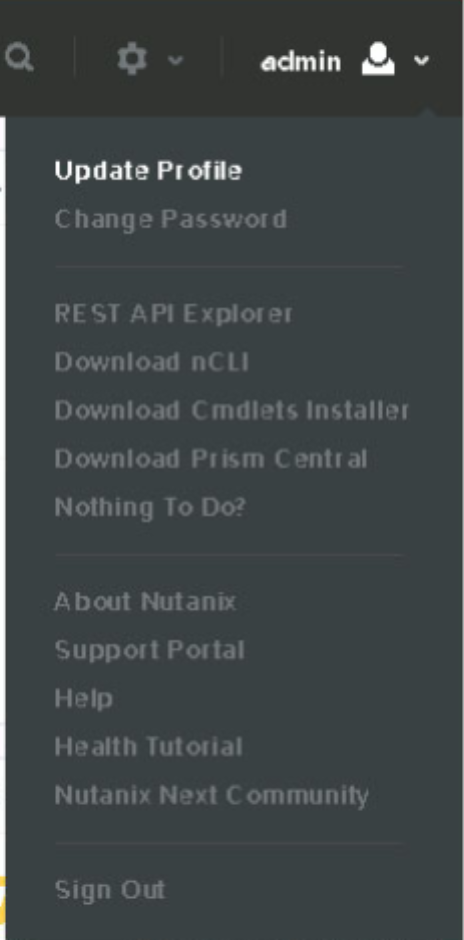 admin
Update Profile
Change Password
REST API Explorer
Download nCLI
Download Cmdlets Installer
Download Prism Central
Nothing To Do?
About Nutanix
Support Portal
Help
Health Tutorial
Nutanix Next Community
Sign Out